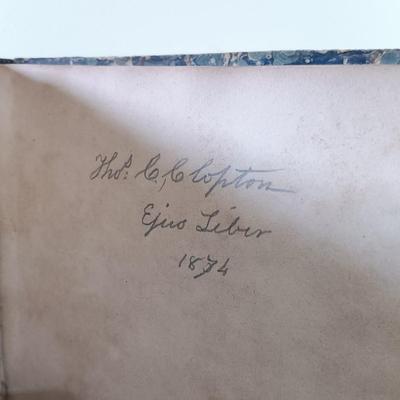 Thos. C. Clopton
Ejus Liber
1874